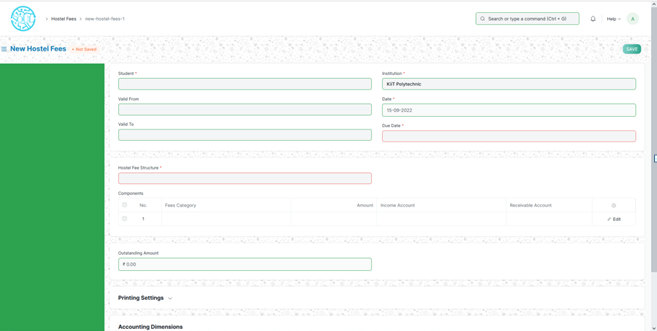 Hostel Fees
new-hostel-fees-1
Search or type a command (Ctrl + G)
Help
A
New Hostel Fees
Not Saved
Save
Student *
Institution *
KIIT Polytechnic
Valid From
Date *
15-09-2022
Valid To
Due Date *
Hostel Fee Structure *
Components
No. Fees Category Amount Income Account Receivable Account
1 Edit
Outstanding Amount
₹ 0.00
Printing Settings
Accounting Dimensions